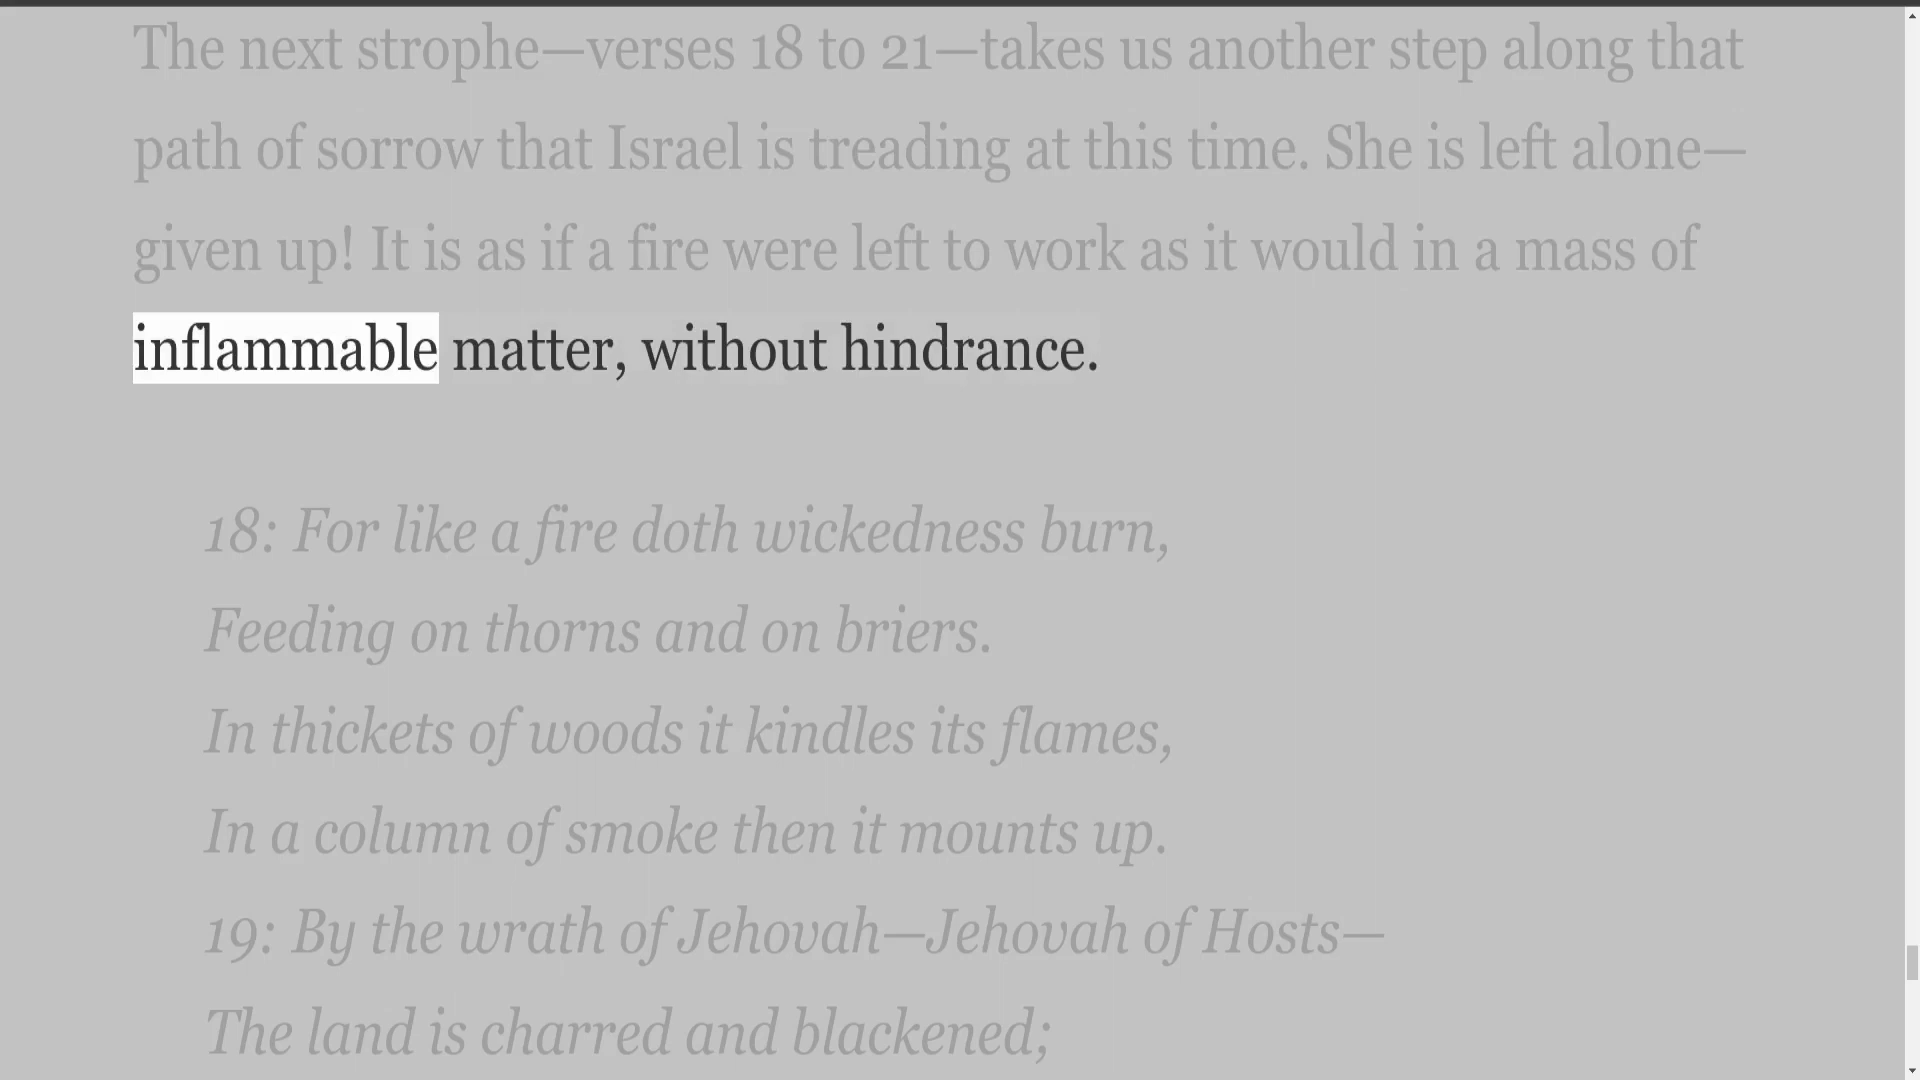 The next strophe—verses 18 to 21—takes us another step along that
path of sorrow that Israel is treading at this time. She is left alone—
given up! It is as if a fire were left to work as it would in a mass of
inflammable matter, without hindrance.
18: For like a fire doth wickedness burn,
Feeding on thorns and on briers.
In thickets of woods it kindles its flames,
In a column of smoke then it mounts up.
19: By the wrath of Jehovah—Jehovah of Hosts—
The land is charred and blackened;